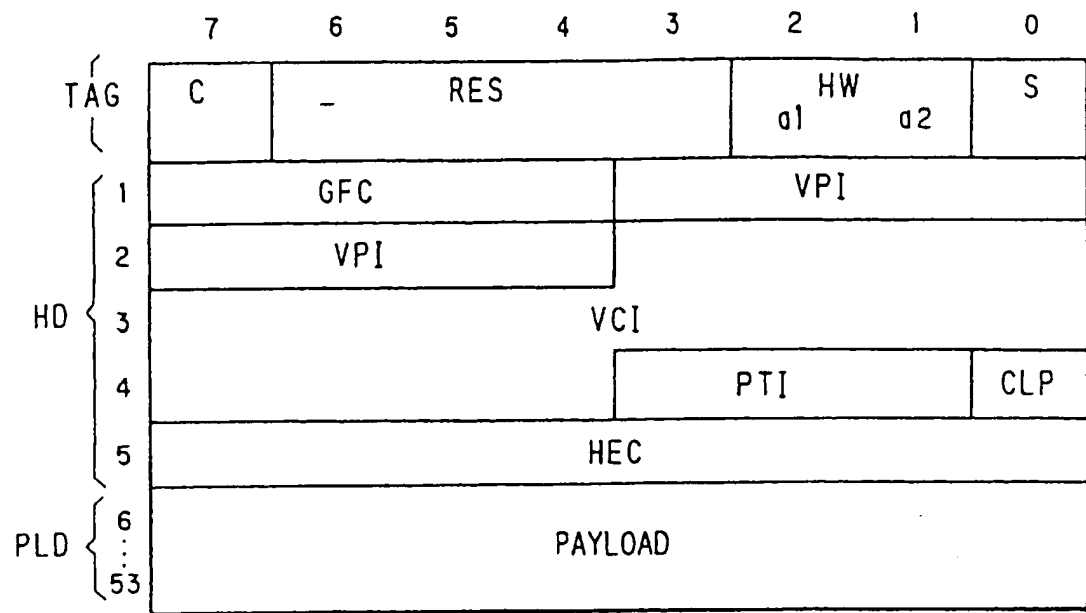 7 6 5 4 3 2 1 0
TAG C _ RES HW S
a1 a2
1 GFC VPI
2 VPI
HD 3 VCI
4 PTI CLP
5 HEC
6
PLD : PAYLOAD
53